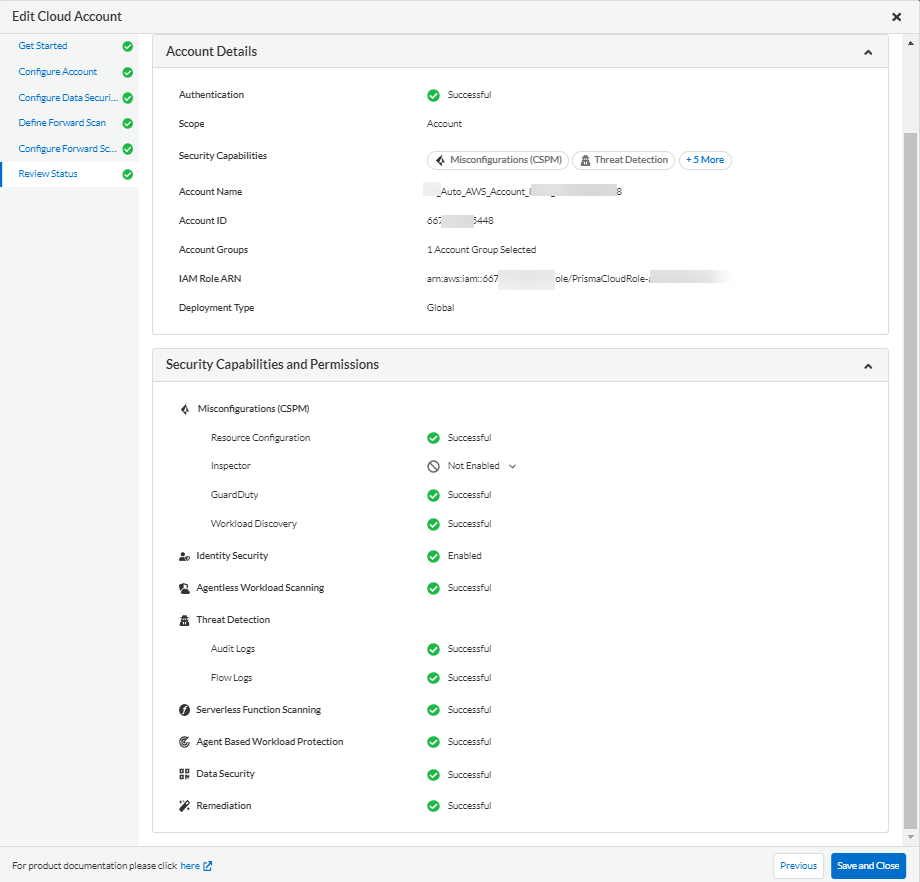 Edit Cloud Account
Get Started
Configure Account
Configure Data Securi...
Define Forward Scan
Configure Forward Sc...
Review Status
Account Details
Authentication Successful
Scope Account
Security Capabilities Misconfigurations (CSPM) Threat Detection + 5 More
Account Name _Auto_AWS_Account_ 8
Account ID 667 5448
Account Groups 1 Account Group Selected
IAM Role ARN arn:aws:iam::667 ole/PrismaCloudRole-
Deployment Type Global
Security Capabilities and Permissions
Misconfigurations (CSPM)
Resource Configuration Successful
Inspector Not Enabled
GuardDuty Successful
Workload Discovery Successful
Identity Security Enabled
Agentless Workload Scanning Successful
Threat Detection
Audit Logs Successful
Flow Logs Successful
Serverless Function Scanning Successful
Agent Based Workload Protection Successful
Data Security Successful
Remediation Successful
For product documentation please click here
Previous
Save and Close